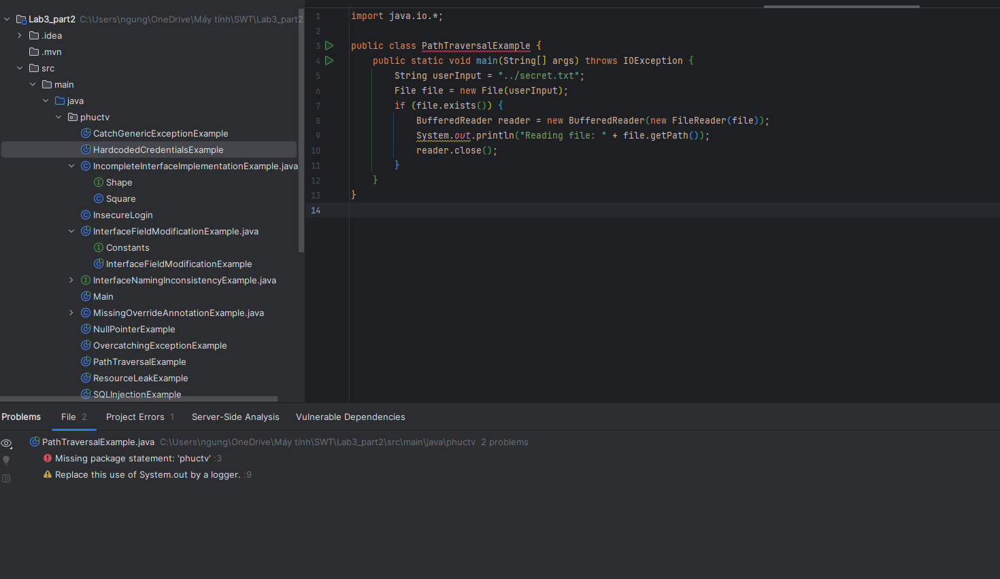 Lab3_part2 C:\Users\ngung\OneDrive\Máy tính\SWT\Lab3_part2
.idea
.mvn
src
main
java
phuctv
CatchGenericExceptionExample
HardcodedCredentialsExample
IncompleteInterfaceImplementationExample.java
Shape
Square
InsecureLogin
InterfaceFieldModificationExample.java
Constants
InterfaceFieldModificationExample
InterfaceNamingInconsistencyExample.java
Main
MissingOverrideAnnotationExample.java
NullPointerExample
OvercatchingExceptionExample
PathTraversalExample
ResourceLeakExample
SQLInjectionExample
1 import java.io.*;
2
3 public class PathTraversalExample {
4 public static void main(String[] args) throws IOException {
5 String userInput = "../secret.txt";
6 File file = new File(userInput);
7 if (file.exists()) {
8 BufferedReader reader = new BufferedReader(new FileReader(file));
9 System.out.println("Reading file: " + file.getPath());
10 reader.close();
11 }
12 }
13 }
14
Problems File 2 Project Errors 1 Server-Side Analysis Vulnerable Dependencies
PathTraversalExample.java C:\Users\ngung\OneDrive\Máy tính\SWT\Lab3_part2\src\main\java\phuctv 2 problems
Missing package statement: 'phuctv' :3
Replace this use of System.out by a logger. :9